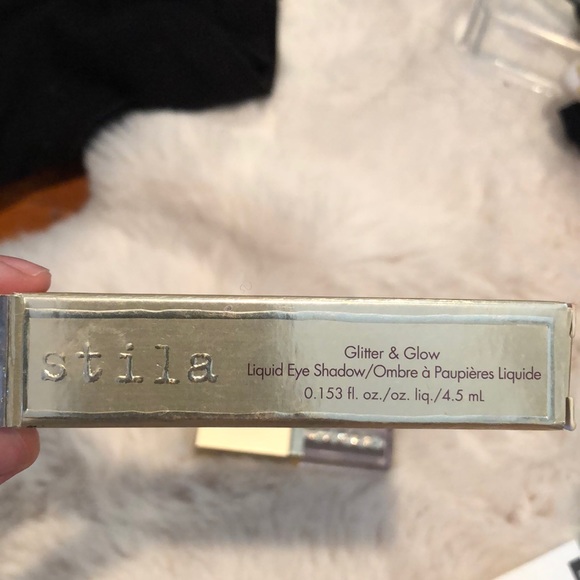 stila
Glitter & Glow
Liquid Eye Shadow/Ombre à Paupières Liquide
0.153 fl. oz./oz. liq./4.5 mL